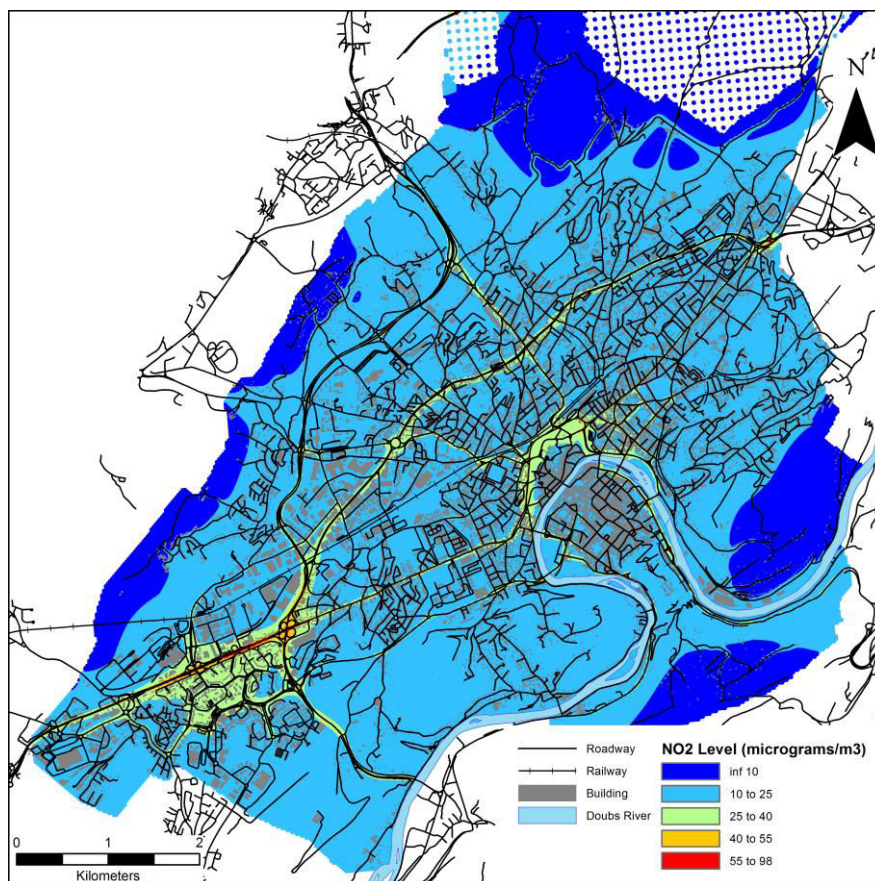 N
Roadway
Railway
Building
Doubs River
NO2 Level (micrograms/m3)
inf 10
10 to 25
25 to 40
40 to 55
55 to 98
0 1 2
Kilometers